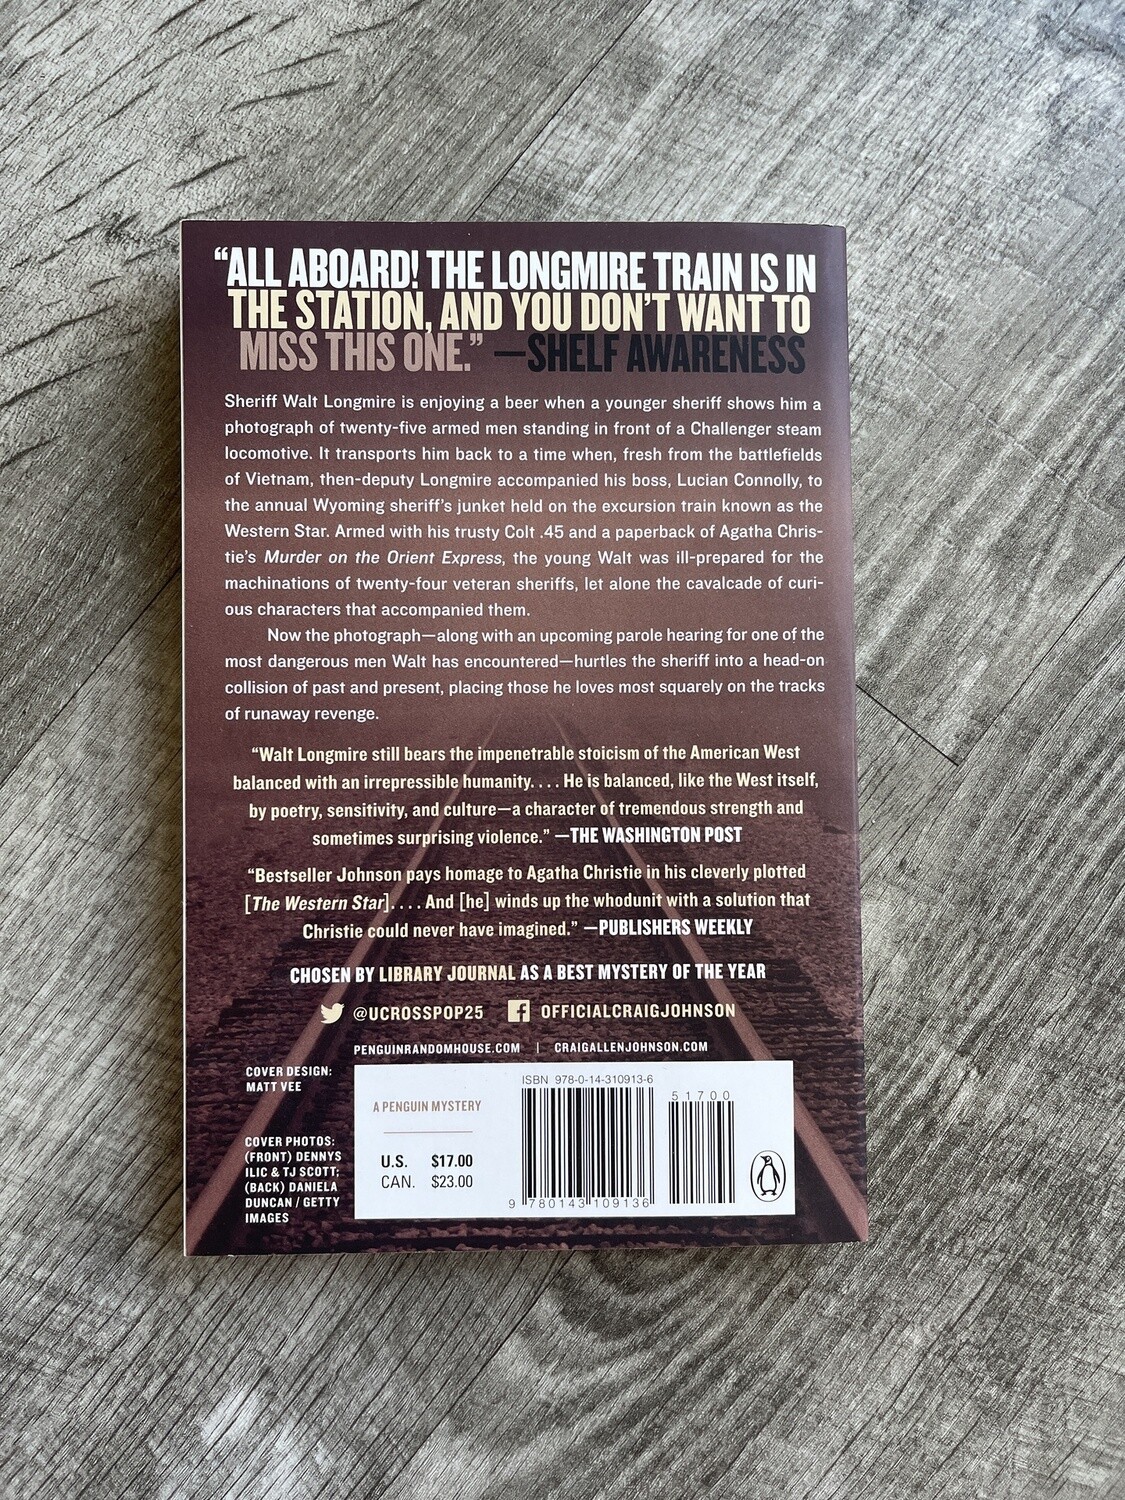 “ALL ABOARD! THE LONGMIRE TRAIN IS IN
THE STATION, AND YOU DON’T WANT TO
MISS THIS ONE.” —SHELF AWARENESS
Sheriff Walt Longmire is enjoying a beer when a younger sheriff shows him a
photograph of twenty-five armed men standing in front of a Challenger steam
locomotive. It transports him back to a time when, fresh from the battlefields
of Vietnam, then-deputy Longmire accompanied his boss, Lucian Connolly, to
the annual Wyoming sheriff’s junket held on the excursion train known as the
Western Star. Armed with his trusty Colt .45 and a paperback of Agatha Chris-
tie’s Murder on the Orient Express, the young Walt was ill-prepared for the
machinations of twenty-four veteran sheriffs, let alone the cavalcade of curi-
ous characters that accompanied them.
Now the photograph—along with an upcoming parole hearing for one of the
most dangerous men Walt has encountered—hurtles the sheriff into a head-on
collision of past and present, placing those he loves most squarely on the tracks
of runaway revenge.
“Walt Longmire still bears the impenetrable stoicism of the American West
balanced with an irrepressible humanity. . . . He is balanced, like the West itself,
by poetry, sensitivity, and culture—a character of tremendous strength and
sometimes surprising violence.” —THE WASHINGTON POST
“Bestseller Johnson pays homage to Agatha Christie in his cleverly plotted
[The Western Star]. . . . And [he] winds up the whodunit with a solution that
Christie could never have imagined.” —PUBLISHERS WEEKLY
CHOSEN BY LIBRARY JOURNAL AS A BEST MYSTERY OF THE YEAR
@UCROSSPOP25 OFFICIALCRAIGJOHNSON
PENGUINRANDOMHOUSE.COM | CRAIGALLENJOHNSON.COM
COVER DESIGN:
MATT VEE
COVER PHOTOS:
(FRONT) DENNYS
ILIC & TJ SCOTT;
(BACK) DANIELA
DUNCAN / GETTY
IMAGES
A PENGUIN MYSTERY
U.S. $17.00
CAN. $23.00
ISBN 978-0-14-310913-6
51700
9 780143 109136